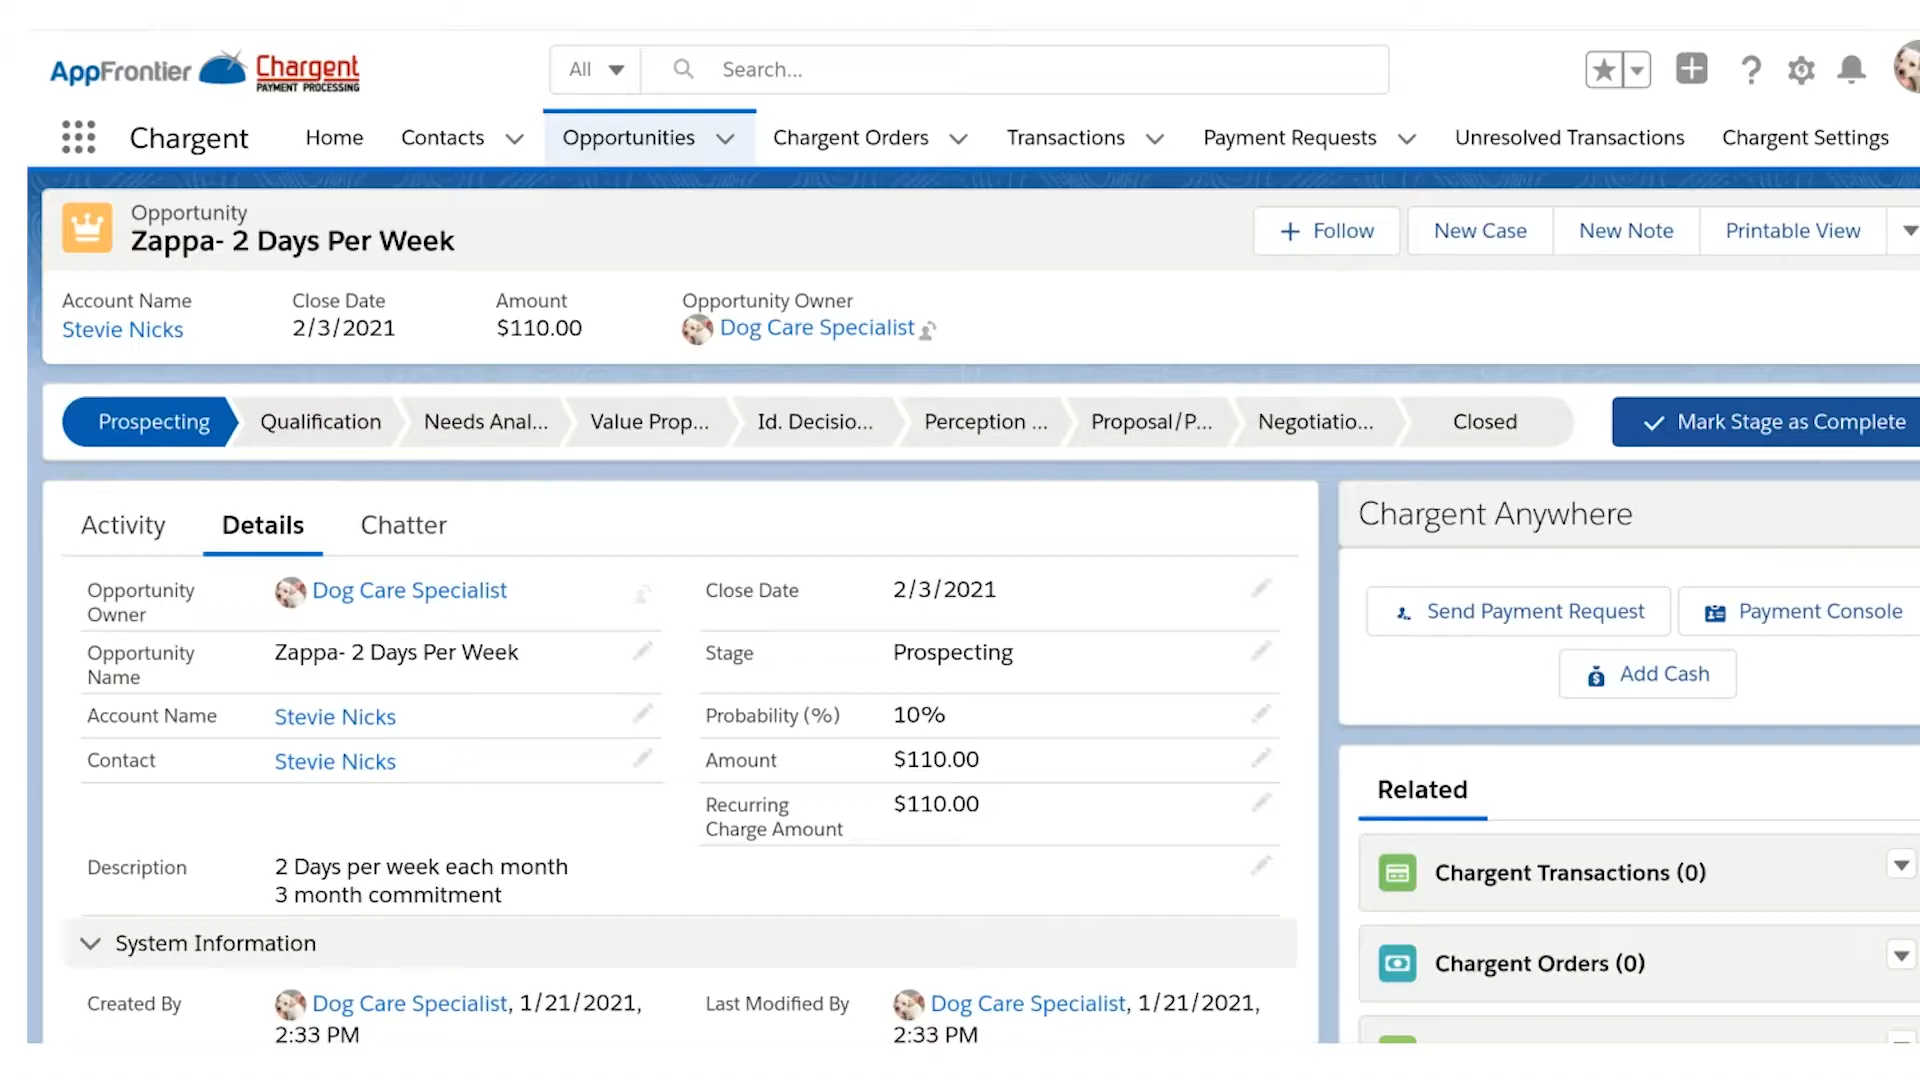 AppFrontier Chargent
PAYMENT PROCESSING
All
Search...
Chargent
Home
Contacts
Opportunities
Chargent Orders
Transactions
Payment Requests
Unresolved Transactions
Chargent Settings
Opportunity
Zappa- 2 Days Per Week
+ Follow
New Case
New Note
Printable View
Account Name
Close Date
Amount
Opportunity Owner
Stevie Nicks
2/3/2021
$110.00
Dog Care Specialist
Prospecting
Qualification
Needs Anal...
Value Prop...
Id. Decisio...
Perception ...
Proposal/P...
Negotiatio...
Closed
Mark Stage as Complete
Activity
Details
Chatter
Opportunity
Owner
Dog Care Specialist
Close Date
2/3/2021
Opportunity
Name
Zappa- 2 Days Per Week
Stage
Prospecting
Account Name
Stevie Nicks
Probability (%)
10%
Contact
Stevie Nicks
Amount
$110.00
Recurring
Charge Amount
$110.00
Description
2 Days per week each month
3 month commitment
System Information
Created By
Dog Care Specialist, 1/21/2021,
2:33 PM
Last Modified By
Dog Care Specialist, 1/21/2021,
2:33 PM
Chargent Anywhere
Send Payment Request
Payment Console
Add Cash
Related
Chargent Transactions (0)
Chargent Orders (0)